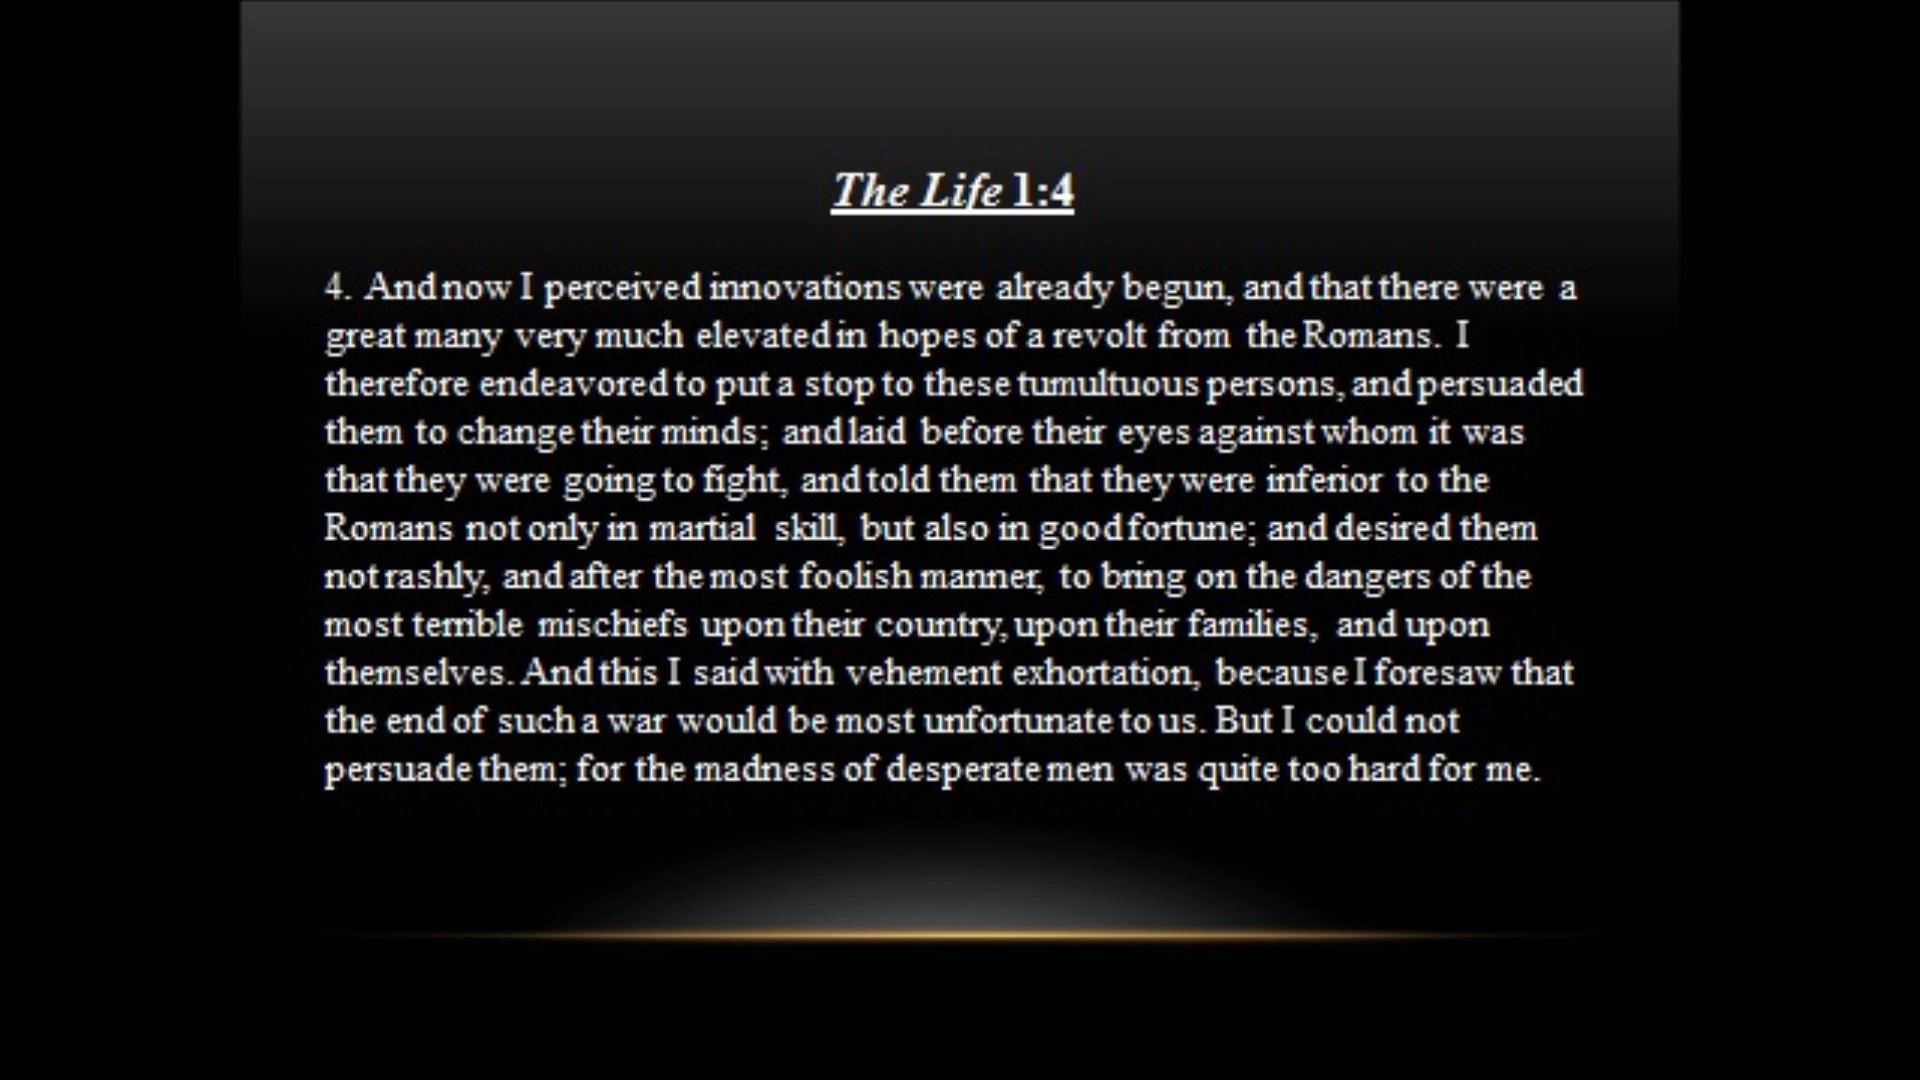 The Life 1:4
4. And now I perceived innovations were already begun, and that there were a
great many very much elevated in hopes of a revolt from the Romans. I
therefore endeavored to put a stop to these tumultuous persons, and persuaded
them to change their minds; and laid before their eyes against whom it was
that they were going to fight, and told them that they were inferior to the
Romans not only in martial skill, but also in good fortune; and desired them
not rashly, and after the most foolish manner, to bring on the dangers of the
most terrible mischiefs upon their country, upon their families, and upon
themselves. And this I said with vehement exhortation, because I foresaw that
the end of such a war would be most unfortunate to us. But I could not
persuade them; for the madness of desperate men was quite too hard for me.